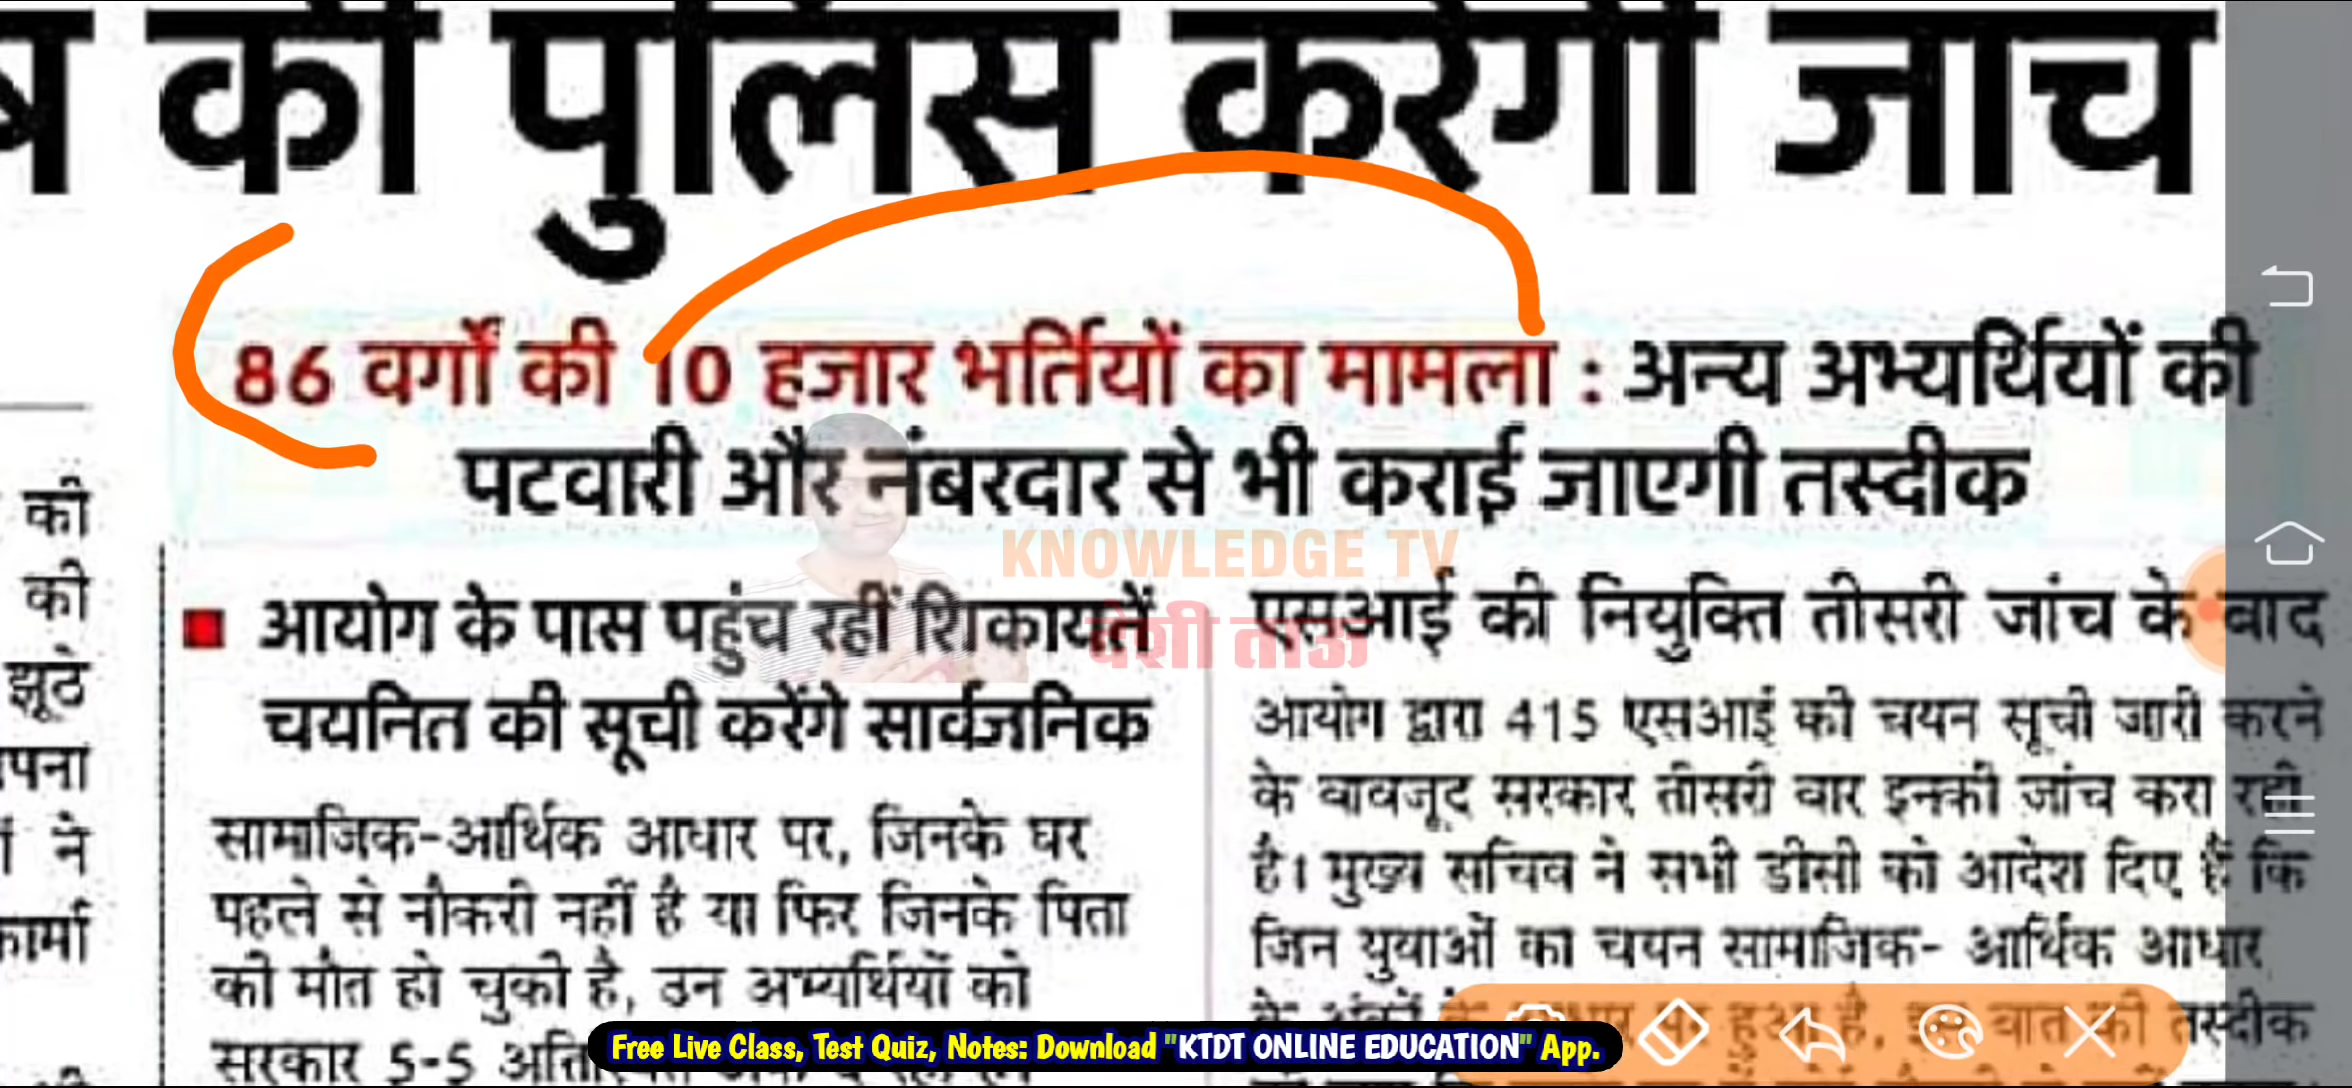 की पुलिस करेगी जांच
86 वर्गों की 10 हजार भर्तियों का मामला : अन्य अभ्यर्थियों की
पटवारी और नंबरदार से भी कराई जाएगी तस्दीक
की
की
झूठे
ने
आयोग के पास पहुंच रहीं शिकायतें
चयनित की सूची करेंगे सार्वजनिक
सामाजिक-आर्थिक आधार पर, जिनके घर
पहले से नौकरी नहीं है या फिर जिनके पिता
की मौत हो चुकी है, उन अभ्यर्थियों को
सरकार 5-5
एसआई की नियुक्ति तीसरी जांच के बाद
आयोग द्वारा 415 एसआई की चयन सूची जारी करने
के बावजूद सरकार तीसरी बार इनकी जांच करा रही
है। मुख्य सचिव ने सभी डीसी को आदेश दिए हैं कि
जिन युवाओं का चयन सामाजिक- आर्थिक आधार
के अंकों के आधार पर हुआ है, इस बात की तस्दीक
KNOWLEDGE TV
देशी ताऊ
Free Live Class, Test Quiz, Notes: Download "KTDT ONLINE EDUCATION" App.